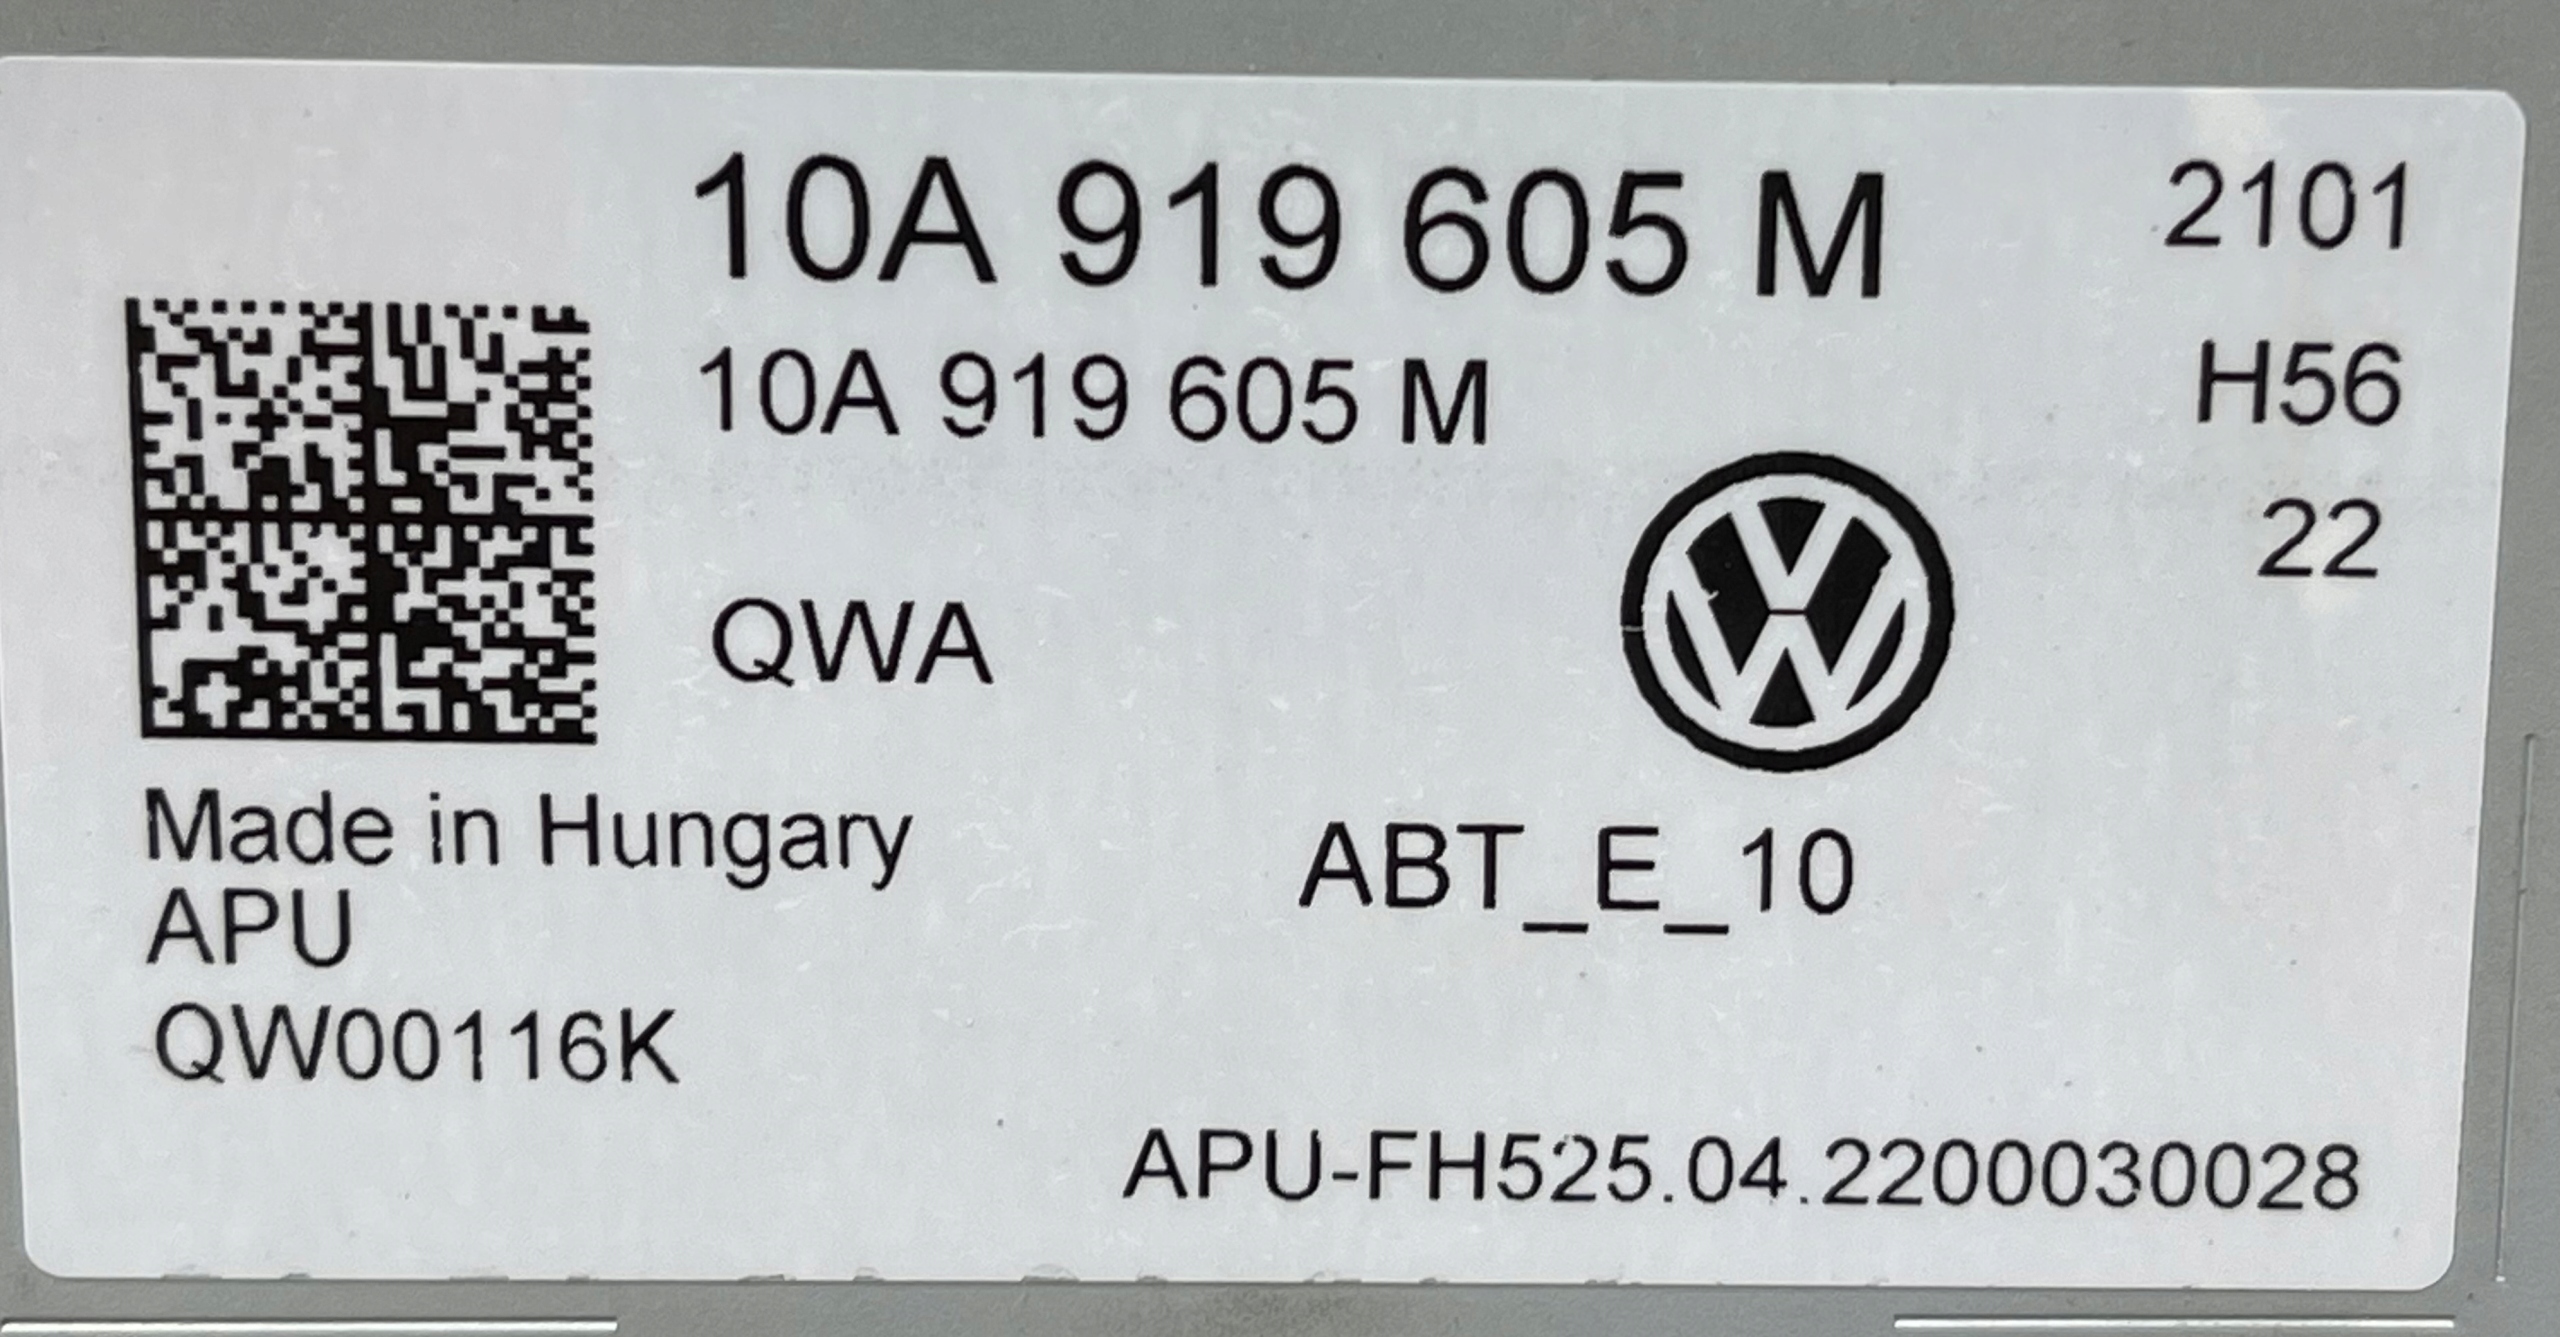 10A 919 605 M 2101
10A 919 605 M H56
22
QWA
Made in Hungary
ABT_E_10
APU
QW00116K
APU-FH525.04.2200030028